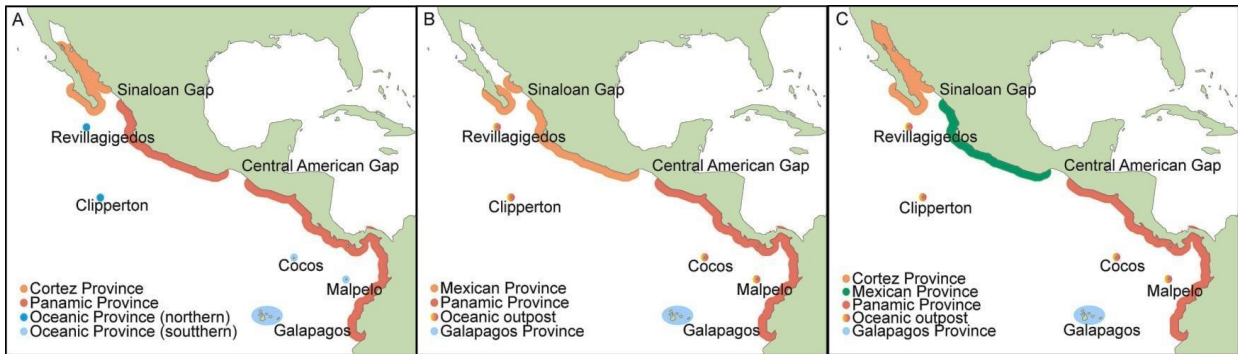 A
Sinaloan Gap
Revillagigedos
Central American Gap
Clipperton
Cocos
Malpelo
Galapagos
Cortez Province
Panamic Province
Oceanic Province (northern)
Oceanic Province (soutthern)
B
Sinaloan Gap
Revillagigedos
Central American Gap
Clipperton
Cocos
Malpelo
Galapagos
Mexican Province
Panamic Province
Oceanic outpost
Galapagos Province
C
Sinaloan Gap
Revillagigedos
Central American Gap
Clipperton
Cocos
Malpelo
Galapagos
Cortez Province
Mexican Province
Panamic Province
Oceanic outpost
Galapagos Province